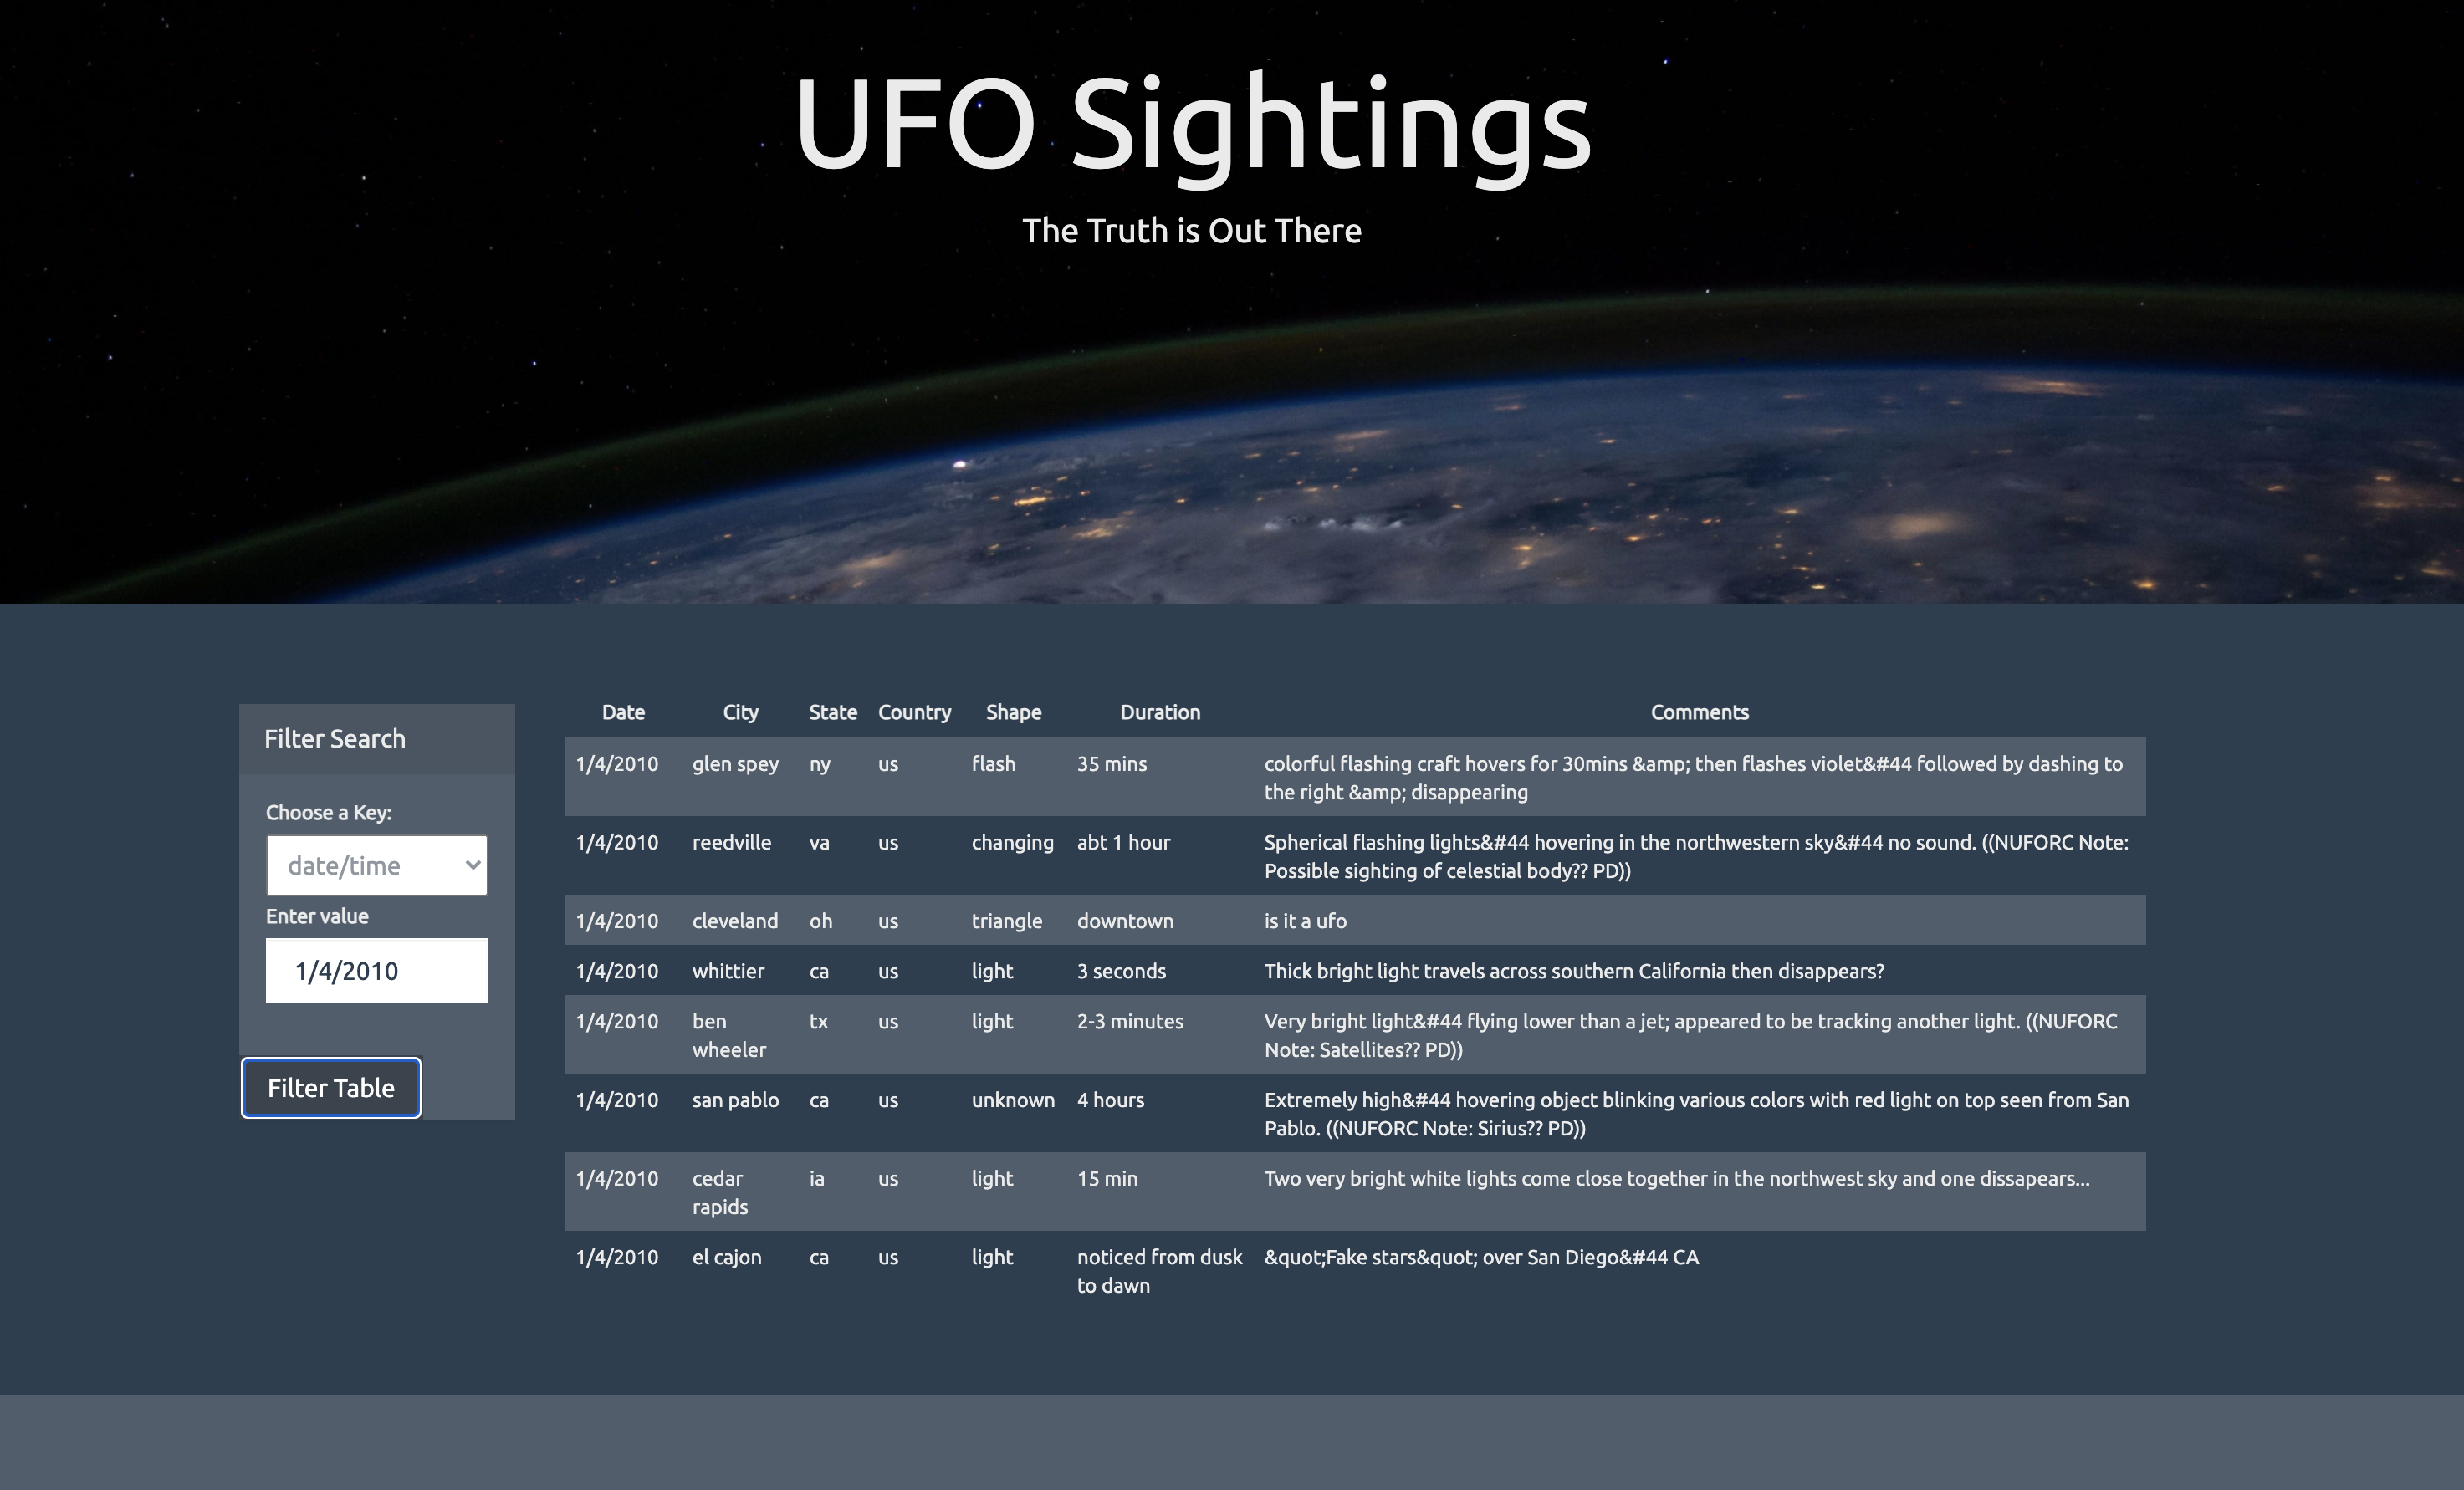 UFO Sightings
The Truth is Out There
Filter Search
Choose a Key:
date/time
Enter value
1/4/2010
Filter Table
Date City State Country Shape Duration Comments
1/4/2010 glen spey ny us flash 35 mins colorful flashing craft hovers for 30mins &amp; then flashes violet&#44 followed by dashing to
the right &amp; disappearing
1/4/2010 reedville va us changing abt 1 hour Spherical flashing lights&#44 hovering in the northwestern sky&#44 no sound. ((NUFORC Note:
Possible sighting of celestial body?? PD))
1/4/2010 cleveland oh us triangle downtown is it a ufo
1/4/2010 whittier ca us light 3 seconds Thick bright light travels across southern California then disappears?
1/4/2010 ben tx us light 2-3 minutes Very bright light&#44 flying lower than a jet; appeared to be tracking another light. ((NUFORC
wheeler Note: Satellites?? PD))
1/4/2010 san pablo ca us unknown 4 hours Extremely high&#44 hovering object blinking various colors with red light on top seen from San
Pablo. ((NUFORC Note: Sirius?? PD))
1/4/2010 cedar ia us light 15 min Two very bright white lights come close together in the northwest sky and one dissapears...
rapids
1/4/2010 el cajon ca us light noticed from dusk &quot;Fake stars&quot; over San Diego&#44 CA
to dawn